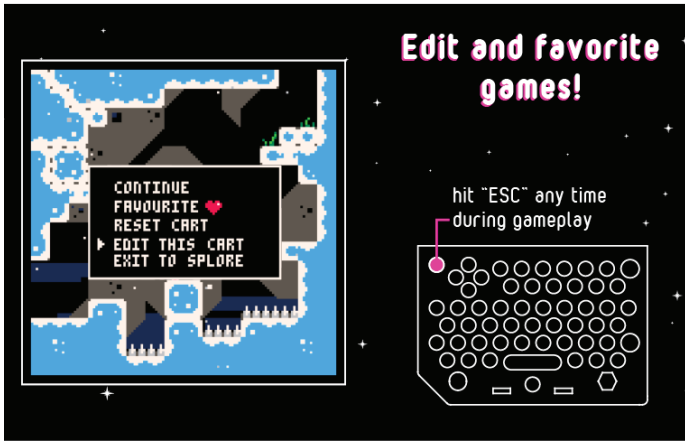 Edit and favorite
games!
CONTINUE
FAVOURITE
RESET CART
EDIT THIS CART
EXIT TO SPLORE
hit "ESC" any time
during gameplay